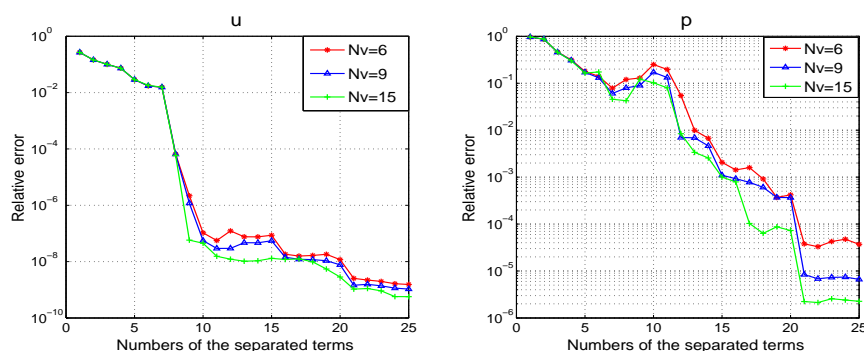 u
Relative error
10^0
10^-2
10^-4
10^-6
10^-8
10^-10
0 5 10 15 20 25
Numbers of the separated terms
Nv=6
Nv=9
Nv=15
p
Relative error
10^0
10^-1
10^-2
10^-3
10^-4
10^-5
10^-6
0 5 10 15 20 25
Numbers of the separated terms
Nv=6
Nv=9
Nv=15